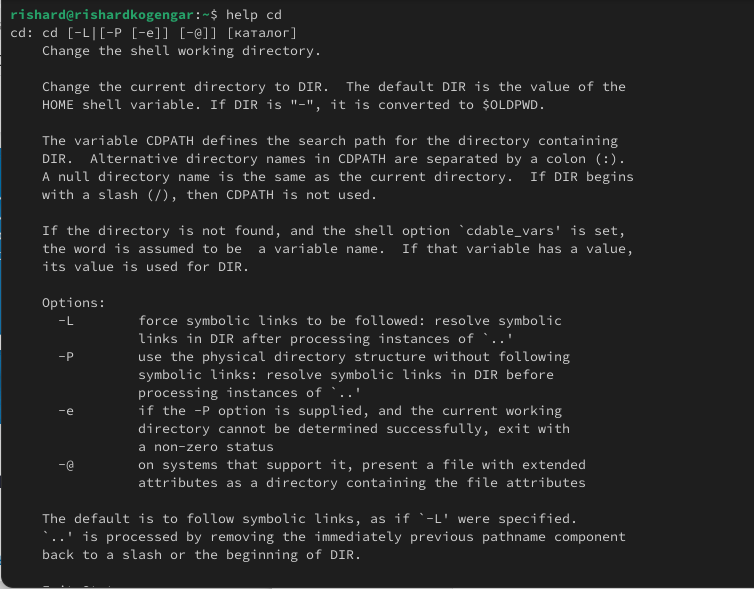 rishard@rishardkogengar:~$ help cd
cd: cd [-L|[-P [-e]] [-@]] [каталог]
    Change the shell working directory.

    Change the current directory to DIR.  The default DIR is the value of the
    HOME shell variable. If DIR is "-", it is converted to $OLDPWD.

    The variable CDPATH defines the search path for the directory containing
    DIR.  Alternative directory names in CDPATH are separated by a colon (:).
    A null directory name is the same as the current directory.  If DIR begins
    with a slash (/), then CDPATH is not used.

    If the directory is not found, and the shell option `cdable_vars' is set,
    the word is assumed to be  a variable name.  If that variable has a value,
    its value is used for DIR.

    Options:
      -L        force symbolic links to be followed: resolve symbolic
                links in DIR after processing instances of `..'
      -P        use the physical directory structure without following
                symbolic links: resolve symbolic links in DIR before
                processing instances of `..'
      -e        if the -P option is supplied, and the current working
                directory cannot be determined successfully, exit with
                a non-zero status
      -@        on systems that support it, present a file with extended
                attributes as a directory containing the file attributes

    The default is to follow symbolic links, as if `-L' were specified.
    `..' is processed by removing the immediately previous pathname component
    back to a slash or the beginning of DIR.